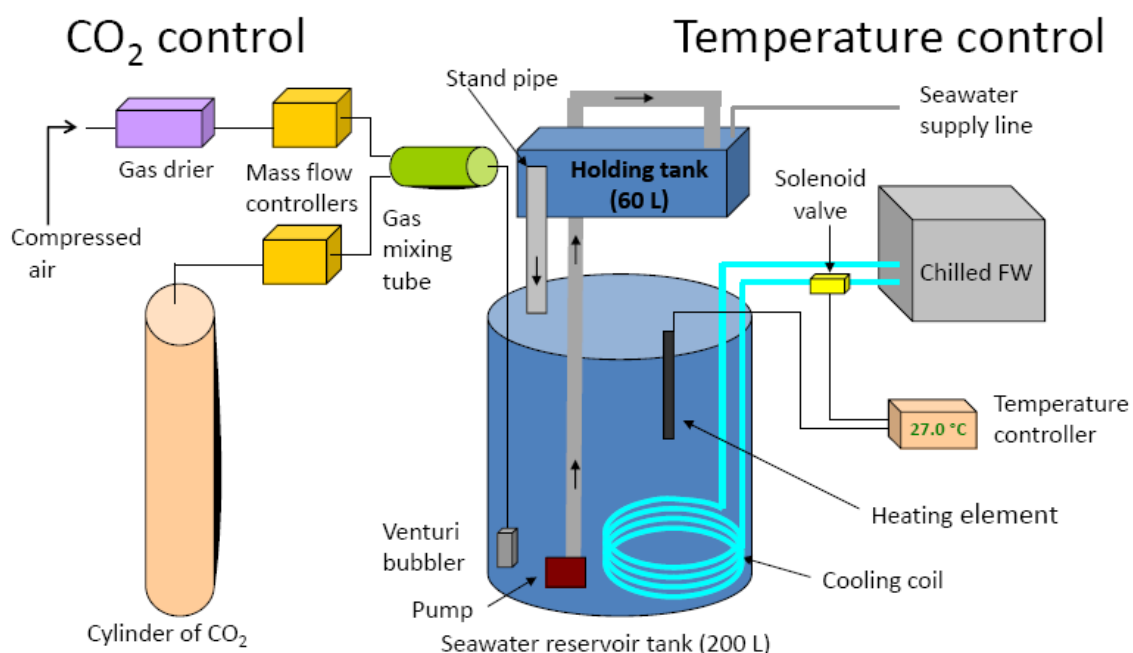 CO₂ control
Temperature control
Stand pipe
Seawater
supply line
Gas drier
Mass flow
controllers
Holding tank
(60 L)
Solenoid
valve
Compressed
air
Gas
mixing
tube
Chilled FW
27.0 °C
Temperature
controller
Heating element
Venturi
bubbler
Cooling coil
Pump
Cylinder of CO₂
Seawater reservoir tank (200 L)